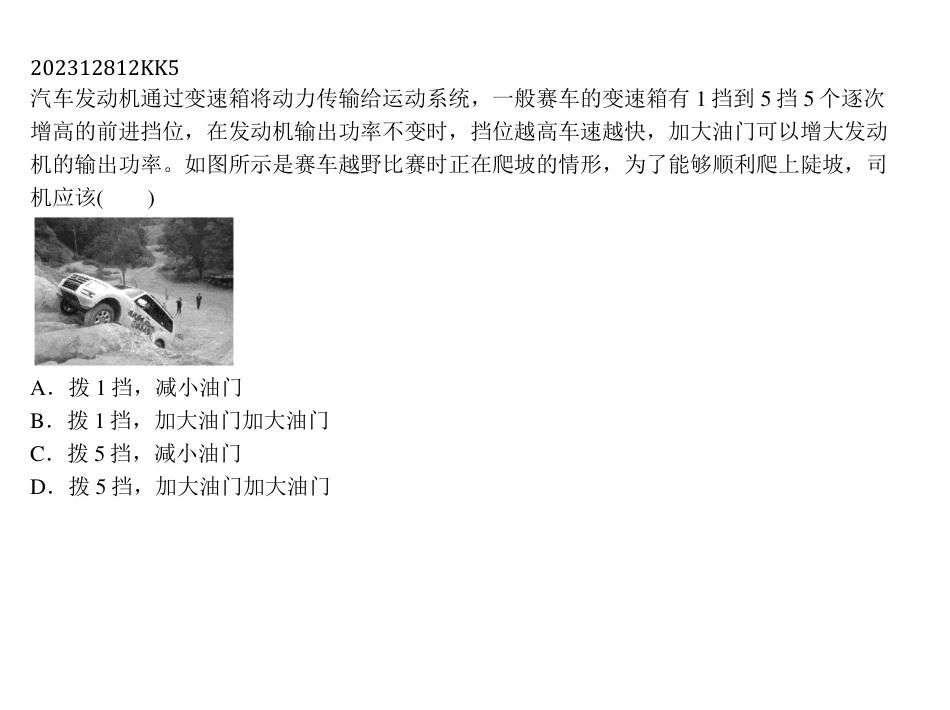 202312812KK5
汽车发动机通过变速箱将动力传输给运动系统，一般赛车的变速箱有 1 挡到 5 挡 5 个逐次
增高的前进挡位，在发动机输出功率不变时，挡位越高车速越快，加大油门可以增大发动
机的输出功率。如图所示是赛车越野比赛时正在爬坡的情形，为了能够顺利爬上陡坡，司
机应该(　　)
A．拨 1 挡，减小油门
B．拨 1 挡，加大油门加大油门
C．拨 5 挡，减小油门
D．拨 5 挡，加大油门加大油门